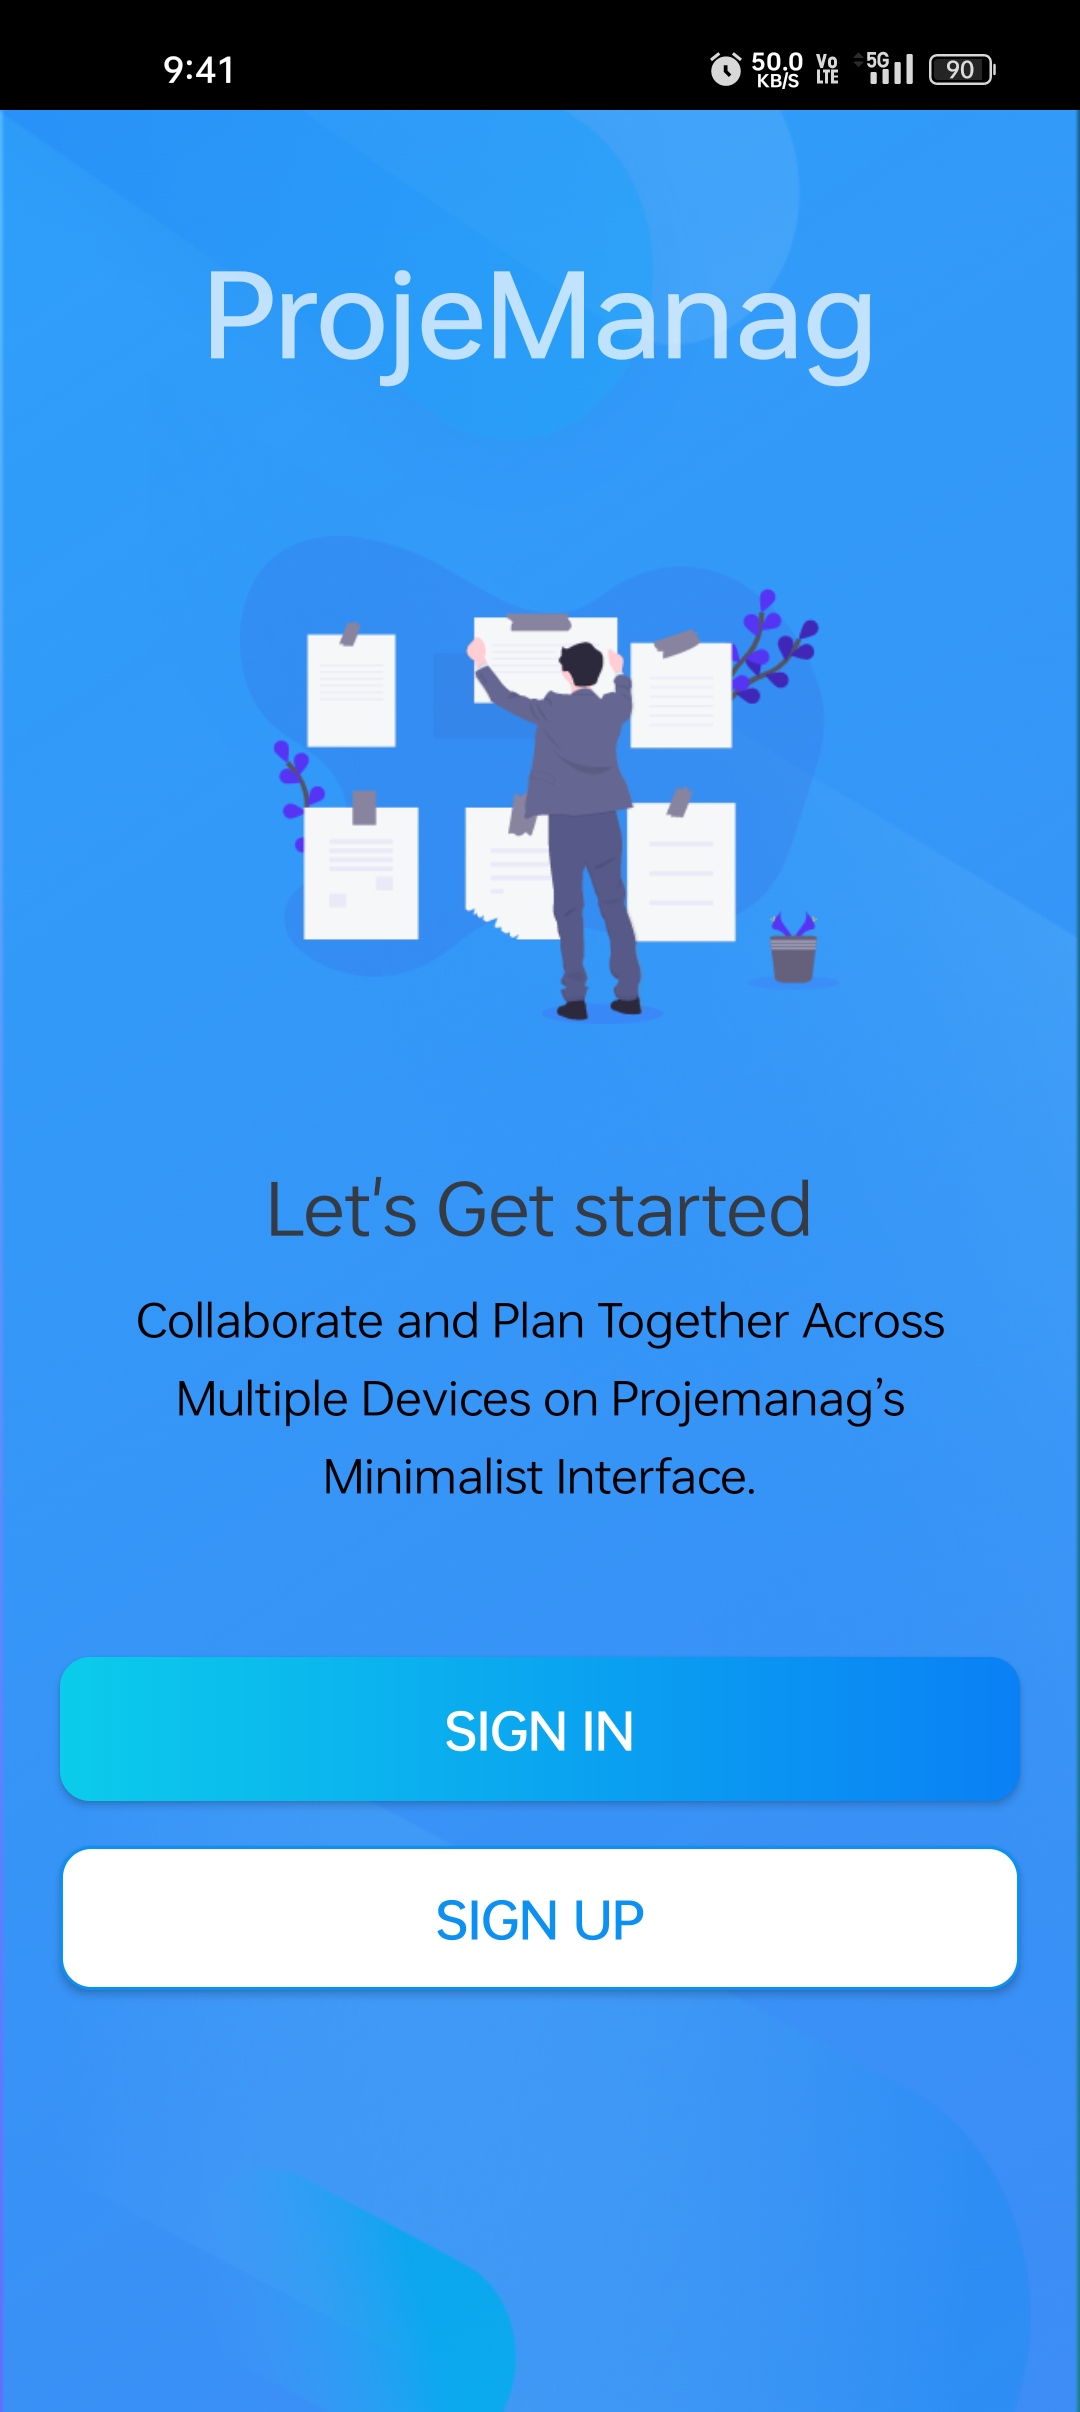 9:41
50.0
KB/S
Vo
LTE
5G
90
ProjeManag
Let's Get started
Collaborate and Plan Together Across
Multiple Devices on Projemanag’s
Minimalist Interface.
SIGN IN
SIGN UP